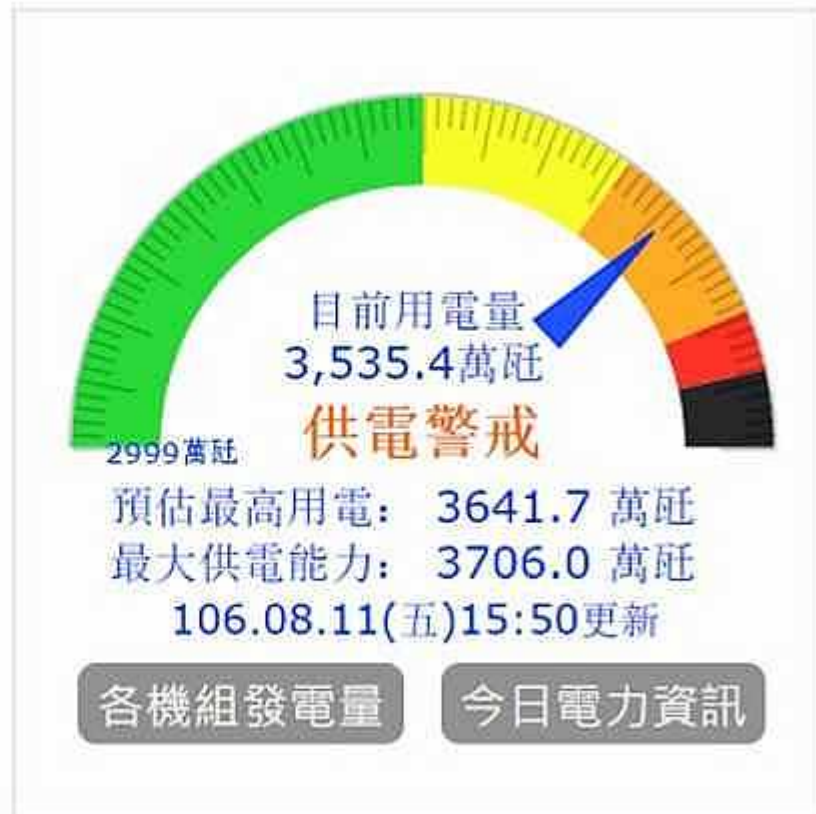 目前用電量
3,535.4萬瓩
供電警戒
2999萬瓩
預估最高用電： 3641.7 萬瓩
最大供電能力： 3706.0 萬瓩
106.08.11(五)15:50更新
各機組發電量 今日電力資訊